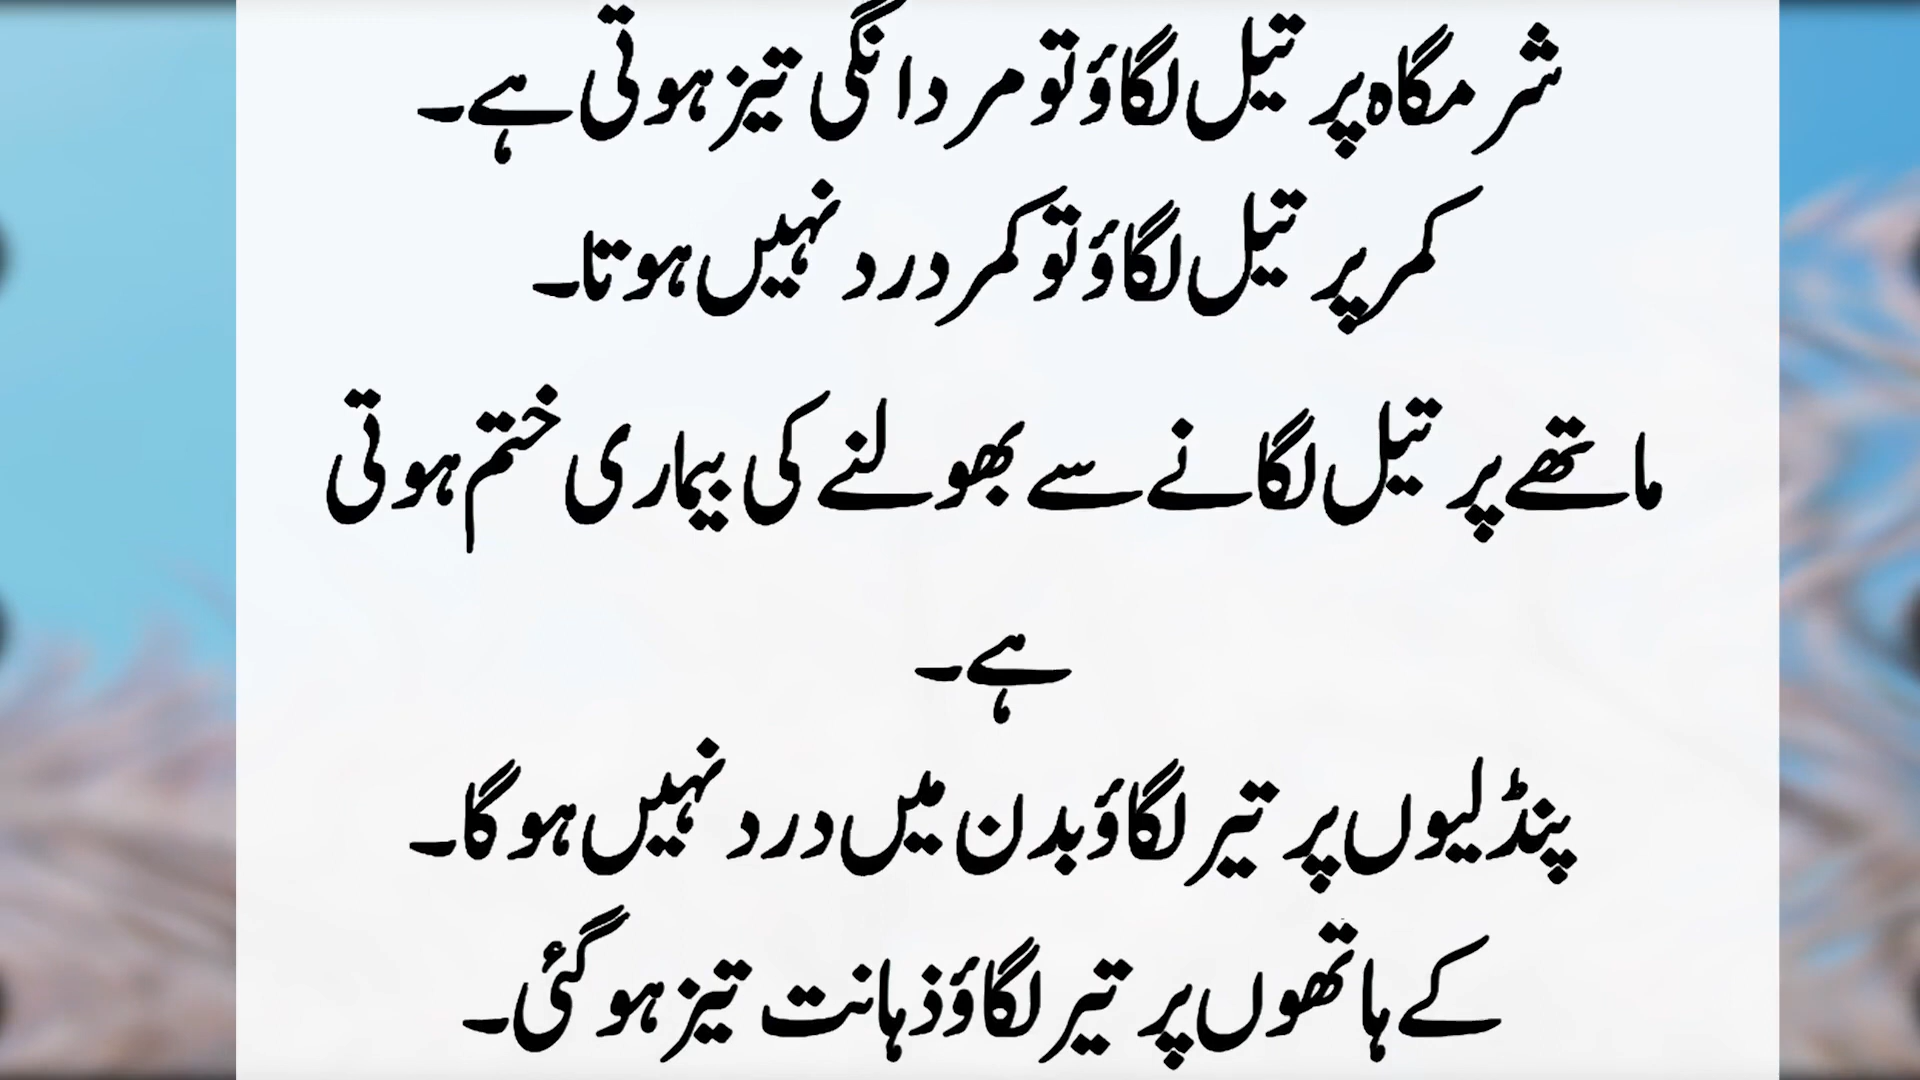 شرمگاہ پر تیل لگاؤ تو مردانگی تیز ہوتی ہے۔
کمر پر تیل لگاؤ تو کمر درد نہیں ہوتا۔
ماتھے پر تیل لگانے سے بھولنے کی بیماری ختم ہوتی
ہے۔
پنڈلیوں پر تیر لگاؤ بدن میں درد نہیں ہوگا۔
کے ہاتھوں پر تیر لگاؤ ذہانت تیز ہوگئی۔